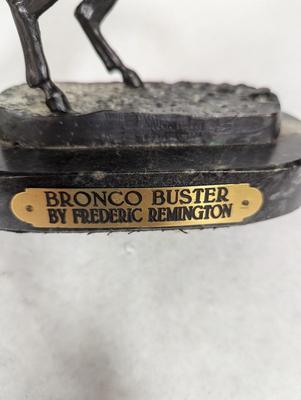 BRONCO BUSTER
BY FREDERIC REMINGTON